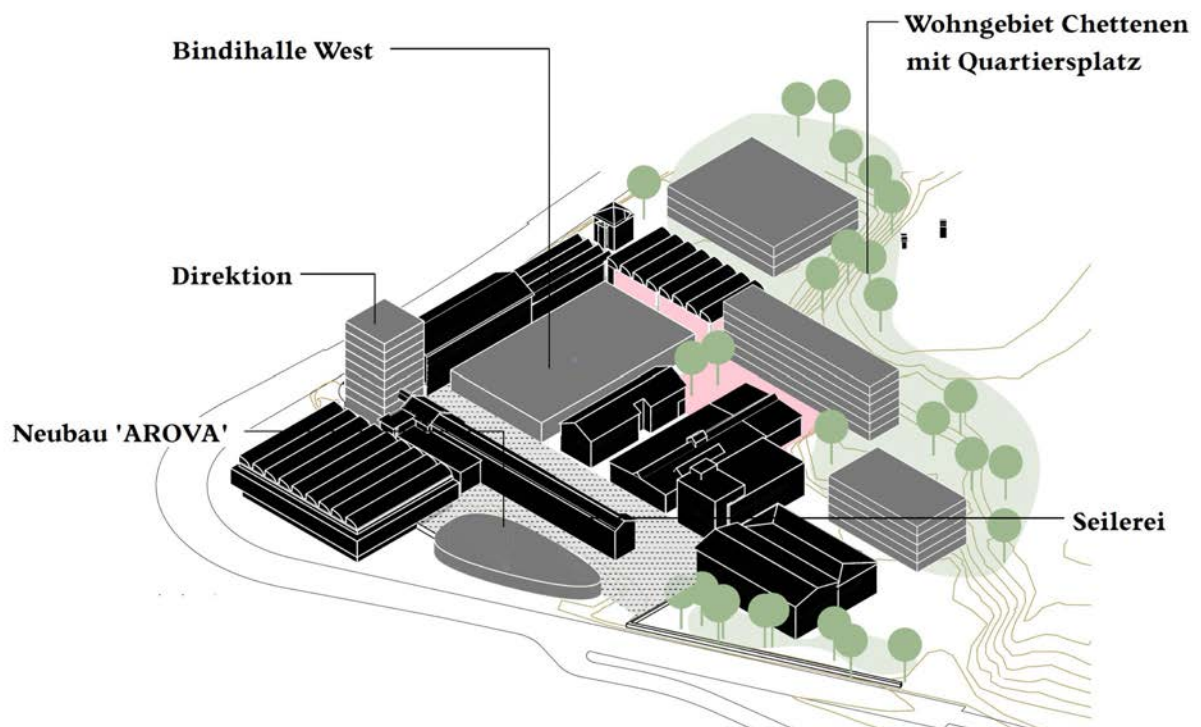 Wohngebiet Chettenen
mit Quartiersplatz
Bindihalle West
Direktion
Neubau 'AROVA'
Seilerei